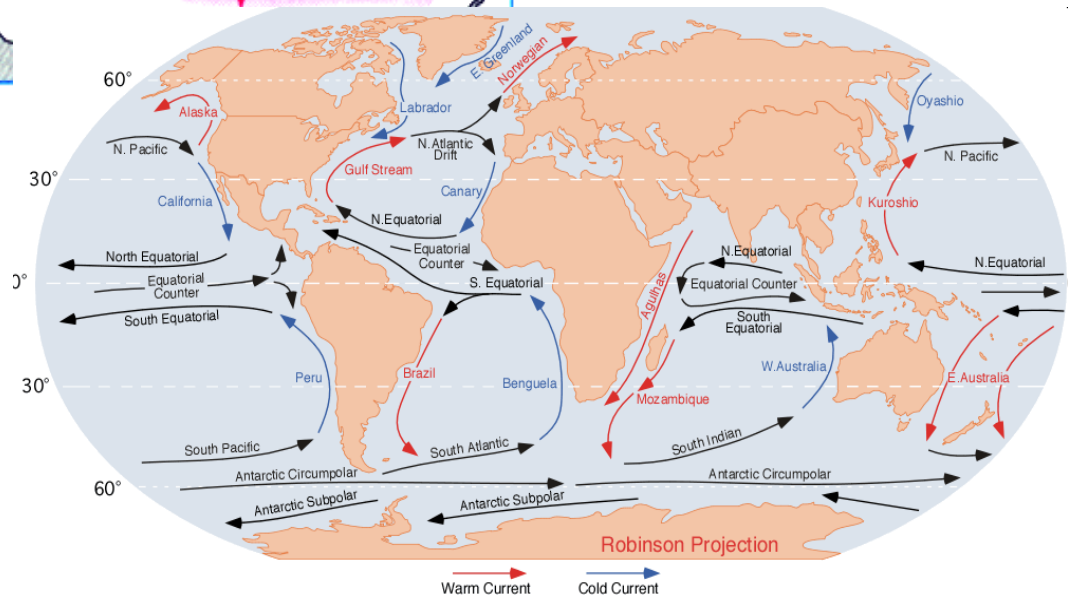 60°
30°
0°
30°
60°
E. Greenland
Norwegian
Alaska
Labrador
Oyashio
N. Pacific
N. Atlantic
Drift
N. Pacific
Gulf Stream
California
Canary
Kuroshio
N.Equatorial
North Equatorial
Equatorial
Counter
N.Equatorial
N.Equatorial
Equatorial
Counter
S. Equatorial
Equatorial Counter
Agulhas
South Equatorial
South
Equatorial
Peru
Brazil
Benguela
W.Australia
E.Australia
Mozambique
South Pacific
South Atlantic
South Indian
Antarctic Circumpolar
Antarctic Circumpolar
Antarctic Subpolar
Antarctic Subpolar
Robinson Projection
Warm Current
Cold Current